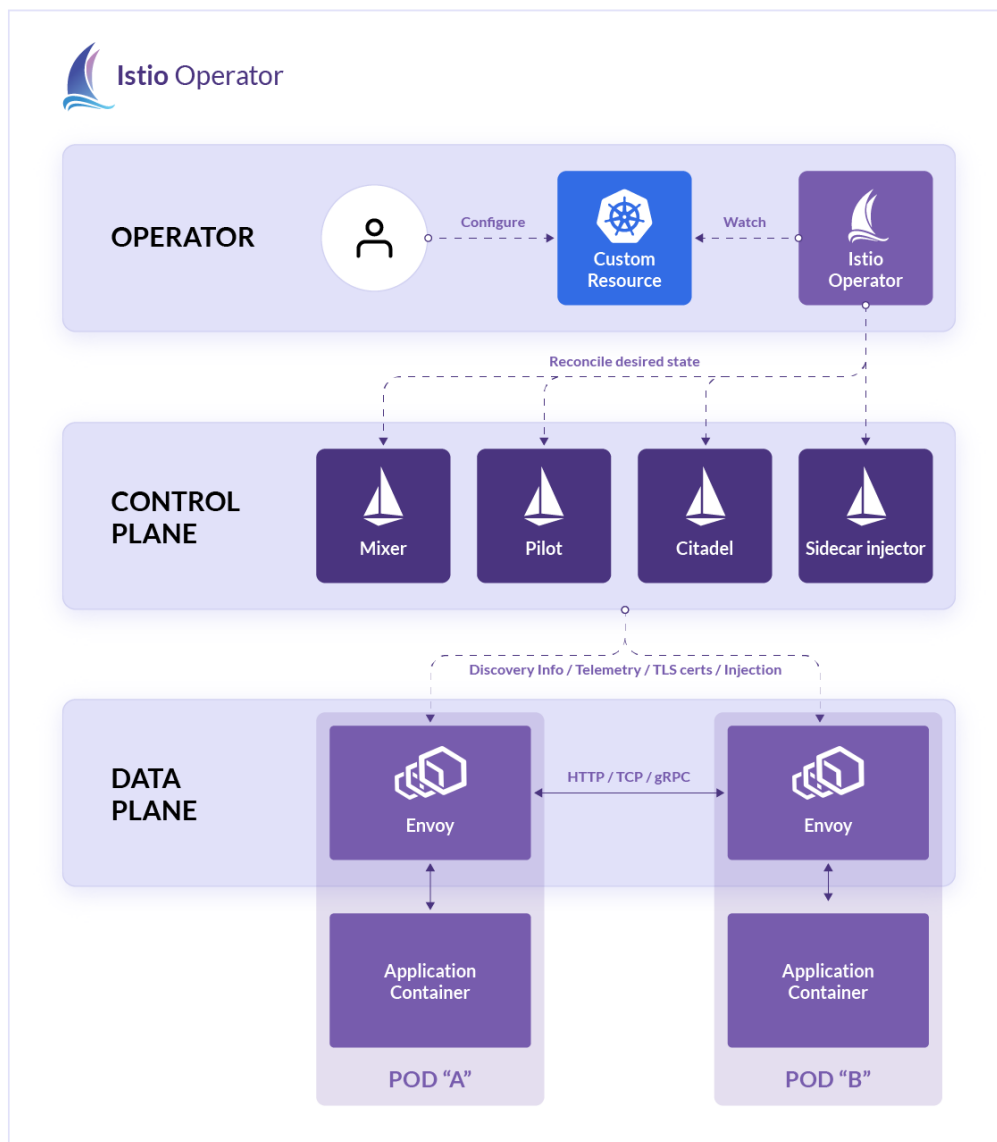 Istio Operator
OPERATOR
Configure
Custom
Resource
Watch
Istio
Operator
Reconcile desired state
CONTROL
PLANE
Mixer
Pilot
Citadel
Sidecar injector
Discovery Info / Telemetry / TLS certs / Injection
DATA
PLANE
Envoy
HTTP / TCP / gRPC
Envoy
Application
Container
Application
Container
POD “A”
POD “B”